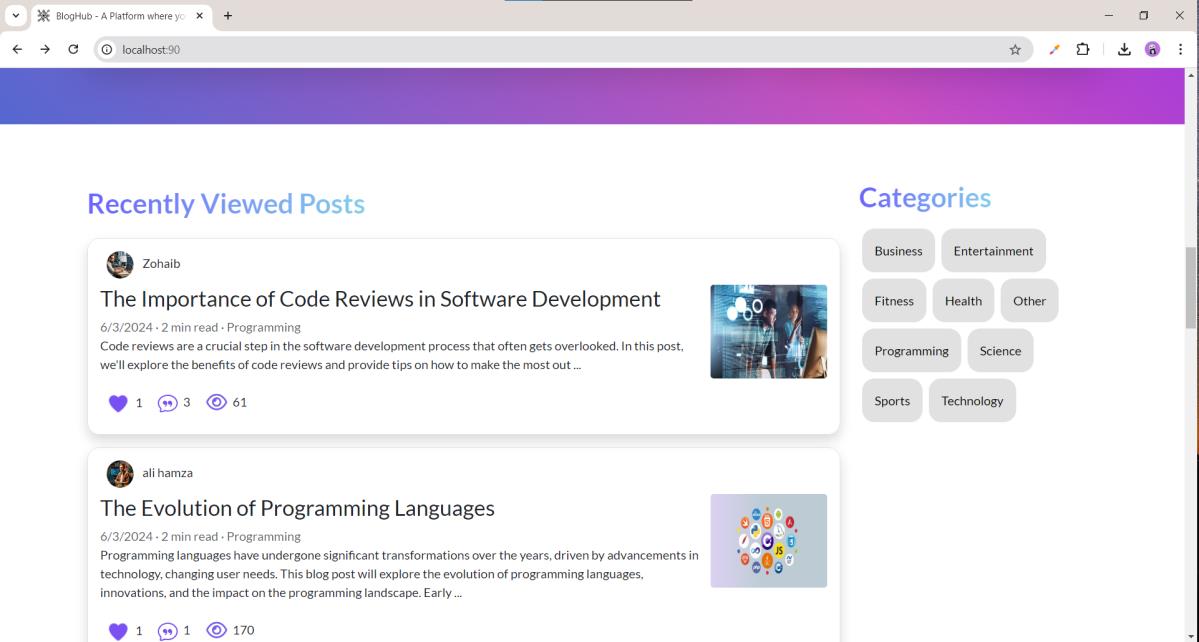 BlogHub - A Platform where yo
localhost:90
Recently Viewed Posts
Zohaib
The Importance of Code Reviews in Software Development
6/3/2024 · 2 min read · Programming
Code reviews are a crucial step in the software development process that often gets overlooked. In this post,
we'll explore the benefits of code reviews and provide tips on how to make the most out ...
1 3 61
ali hamza
The Evolution of Programming Languages
6/3/2024 · 2 min read · Programming
Programming languages have undergone significant transformations over the years, driven by advancements in
technology, changing user needs. This blog post will explore the evolution of programming languages,
innovations, and the impact on the programming landscape. Early ...
JS
1 1 170
Categories
Business Entertainment
Fitness Health Other
Programming Science
Sports Technology